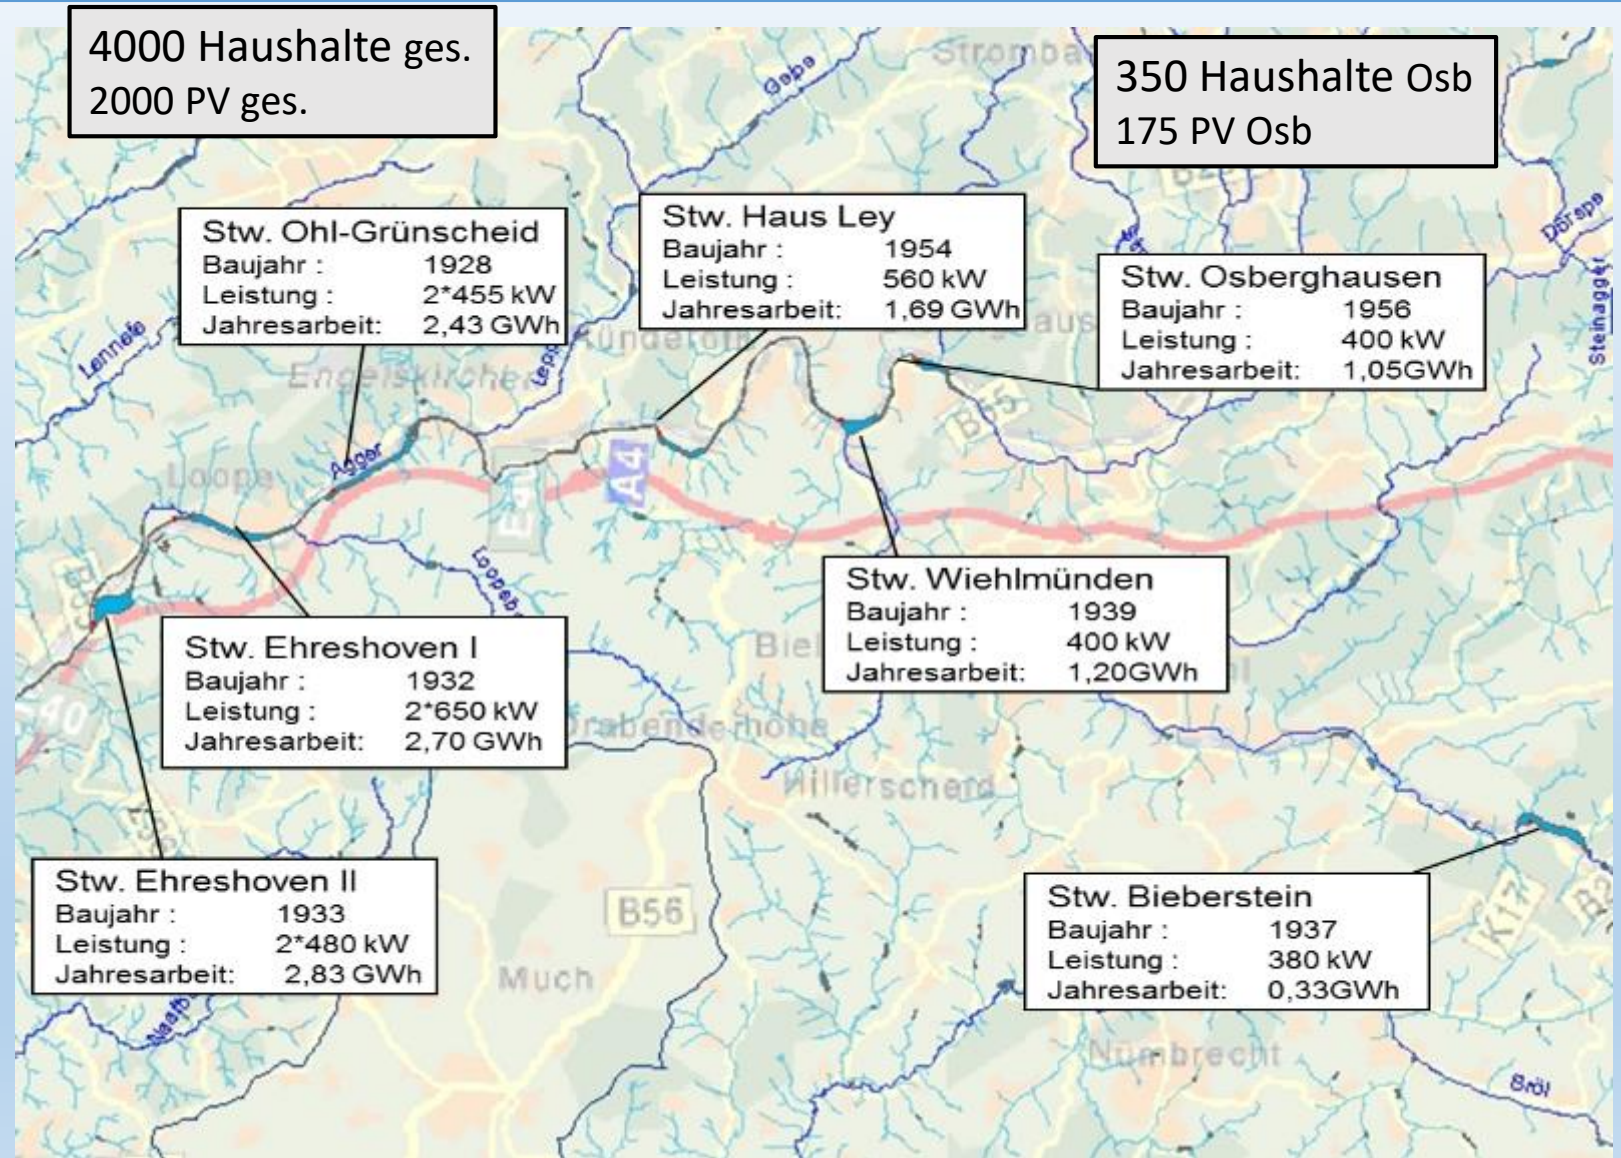 4000 Haushalte ges.
2000 PV ges.
350 Haushalte Osb
175 PV Osb
Gepe
Dörspe
Steinagger
Stw. Ohl-Grünscheid
Baujahr : 1928
Leistung : 2*455 kW
Jahresarbeit: 2,43 GWh
Stw. Haus Ley
Baujahr : 1954
Leistung : 560 kW
Jahresarbeit: 1,69 GWh
Stw. Osberghausen
Baujahr : 1956
Leistung : 400 kW
Jahresarbeit: 1,05GWh
Lennefe
B55
Loope
Agger
A4
Stw. Wiehlmünden
Baujahr : 1939
Leistung : 400 kW
Jahresarbeit: 1,20GWh
Stw. Ehreshoven I
Baujahr : 1932
Leistung : 2*650 kW
Jahresarbeit: 2,70 GWh
Stw. Ehreshoven II
Baujahr : 1933
Leistung : 2*480 kW
Jahresarbeit: 2,83 GWh
Stw. Bieberstein
Baujahr : 1937
Leistung : 380 kW
Jahresarbeit: 0,33GWh
B56
K17
Much
Nümbrecht
Bröl